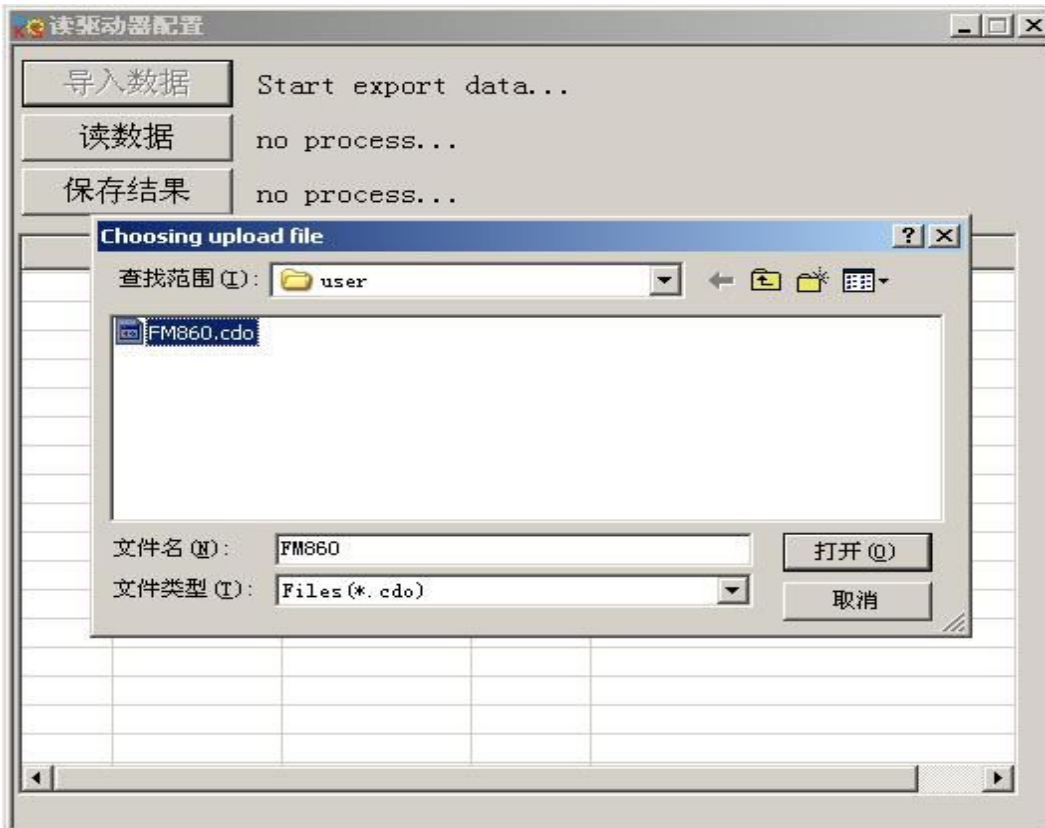 读驱动器配置
导入数据 Start export data...
读数据 no process...
保存结果 no process...
Choosing upload file
查找范围(I): user
FM860.cdo
文件名(N): FM860 打开(O)
文件类型(T): Files(*.cdo) 取消